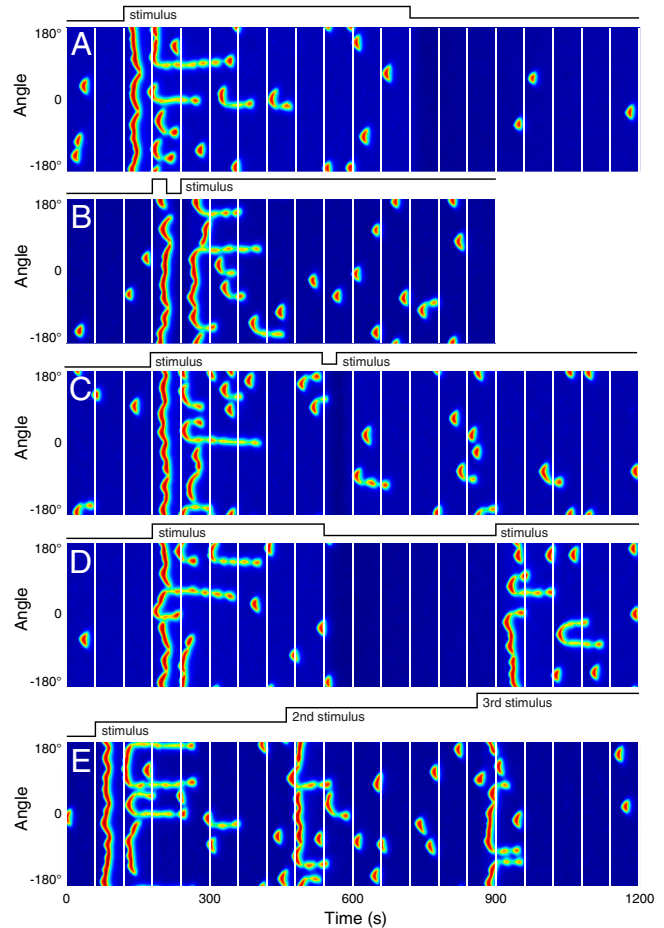 stimulus
A
180°
0
-180°
Angle
stimulus
B
180°
0
-180°
Angle
stimulus
stimulus
C
180°
0
-180°
Angle
stimulus
stimulus
D
180°
0
-180°
Angle
3rd stimulus
2nd stimulus
stimulus
E
180°
0
-180°
Angle
0 300 600 900 1200
Time (s)